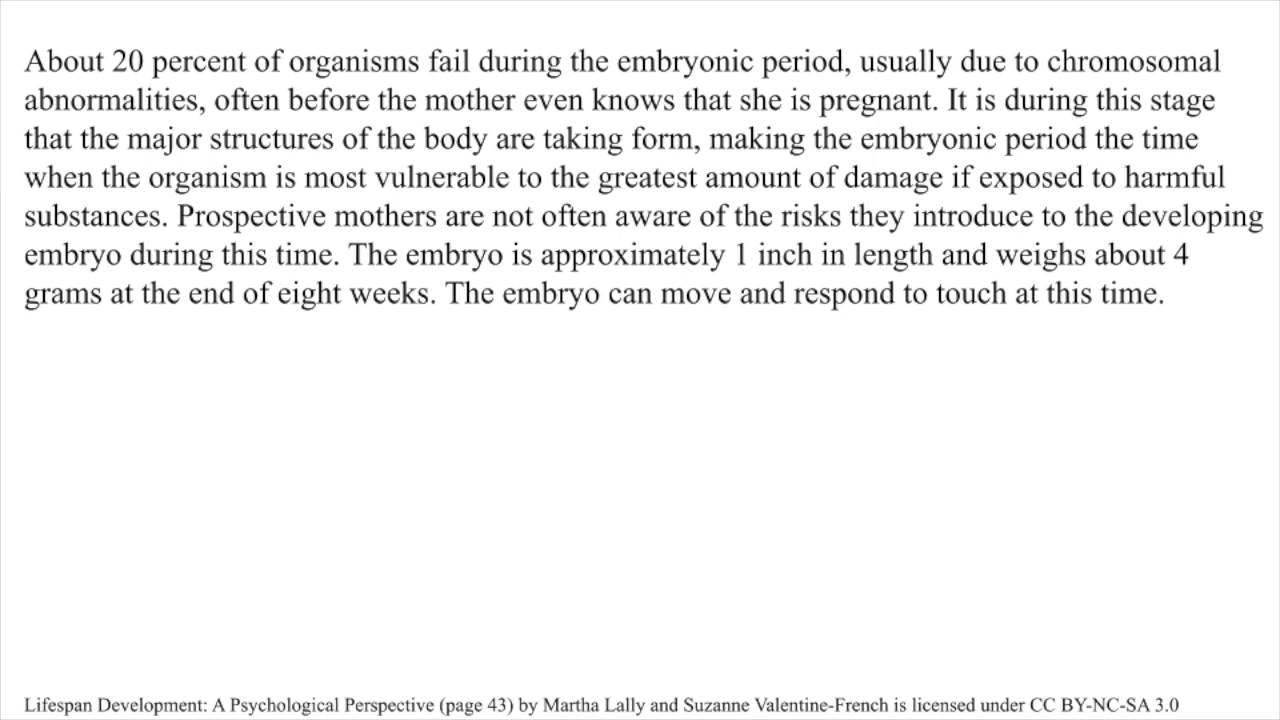 About 20 percent of organisms fail during the embryonic period, usually due to chromosomal
abnormalities, often before the mother even knows that she is pregnant. It is during this stage
that the major structures of the body are taking form, making the embryonic period the time
when the organism is most vulnerable to the greatest amount of damage if exposed to harmful
substances. Prospective mothers are not often aware of the risks they introduce to the developing
embryo during this time. The embryo is approximately 1 inch in length and weighs about 4
grams at the end of eight weeks. The embryo can move and respond to touch at this time.
Lifespan Development: A Psychological Perspective (page 43) by Martha Lally and Suzanne Valentine-French is licensed under CC BY-NC-SA 3.0